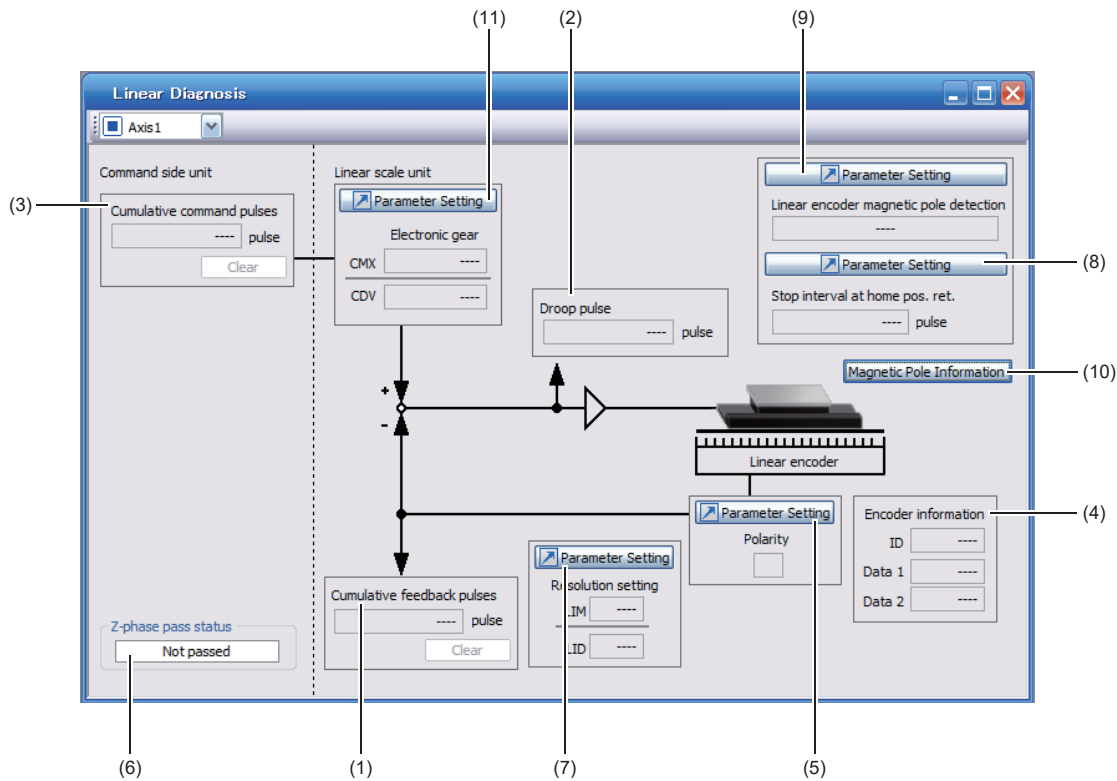 (11)
(2)
(9)
Linear Diagnosis
Axis1
Command side unit
Linear scale unit
Parameter Setting
Parameter Setting
(3)
Cumulative command pulses
---- pulse
Clear
Electronic gear
CMX ----
CDV ----
Linear encoder magnetic pole detection
----
Parameter Setting
(8)
Stop interval at home pos. ret.
---- pulse
Droop pulse
---- pulse
Magnetic Pole Information
(10)
+
-
Linear encoder
Parameter Setting
Polarity
Encoder information
(4)
ID ----
Data 1 ----
Data 2 ----
Parameter Setting
Resolution setting
LIM ----
LID ----
Cumulative feedback pulses
---- pulse
Clear
Z-phase pass status
Not passed
(6)
(1)
(7)
(5)